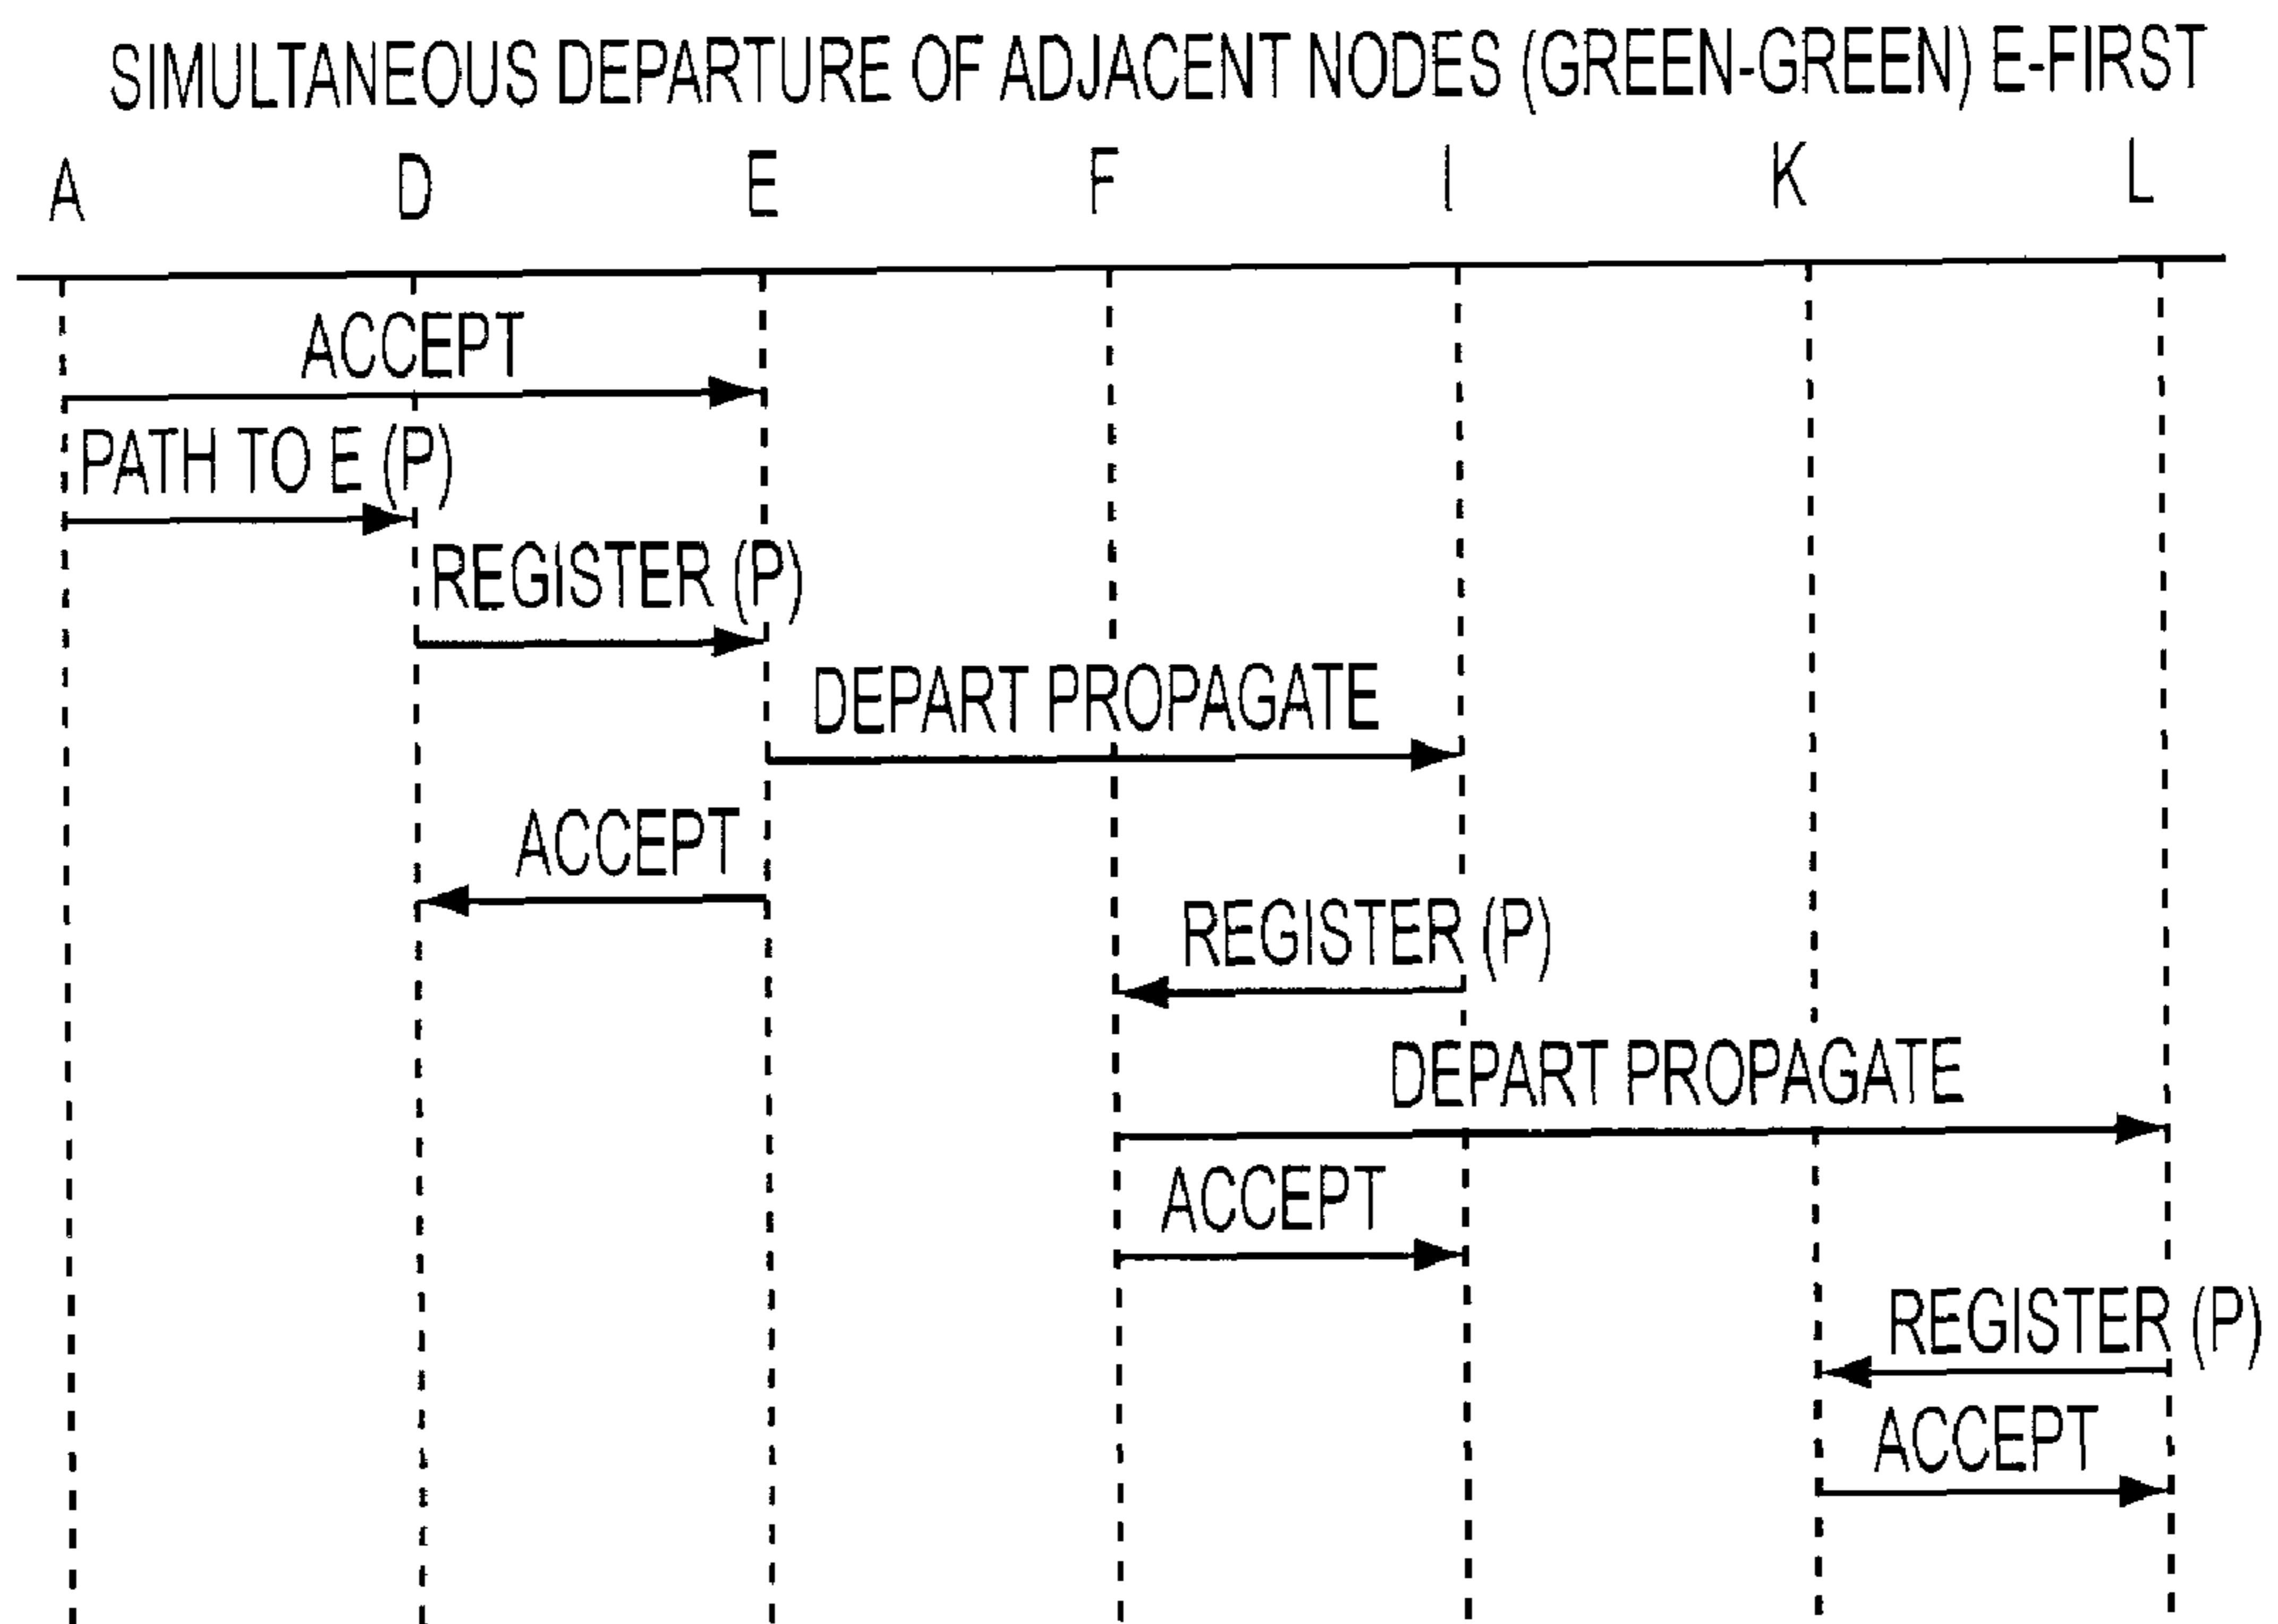 SIMULTANEOUS DEPARTURE OF ADJACENT NODES (GREEN-GREEN) E-FIRST
A D E F I K L
ACCEPT
PATH TO E (P)
REGISTER (P)
DEPART PROPAGATE
ACCEPT
REGISTER (P)
DEPART PROPAGATE
ACCEPT
REGISTER (P)
ACCEPT